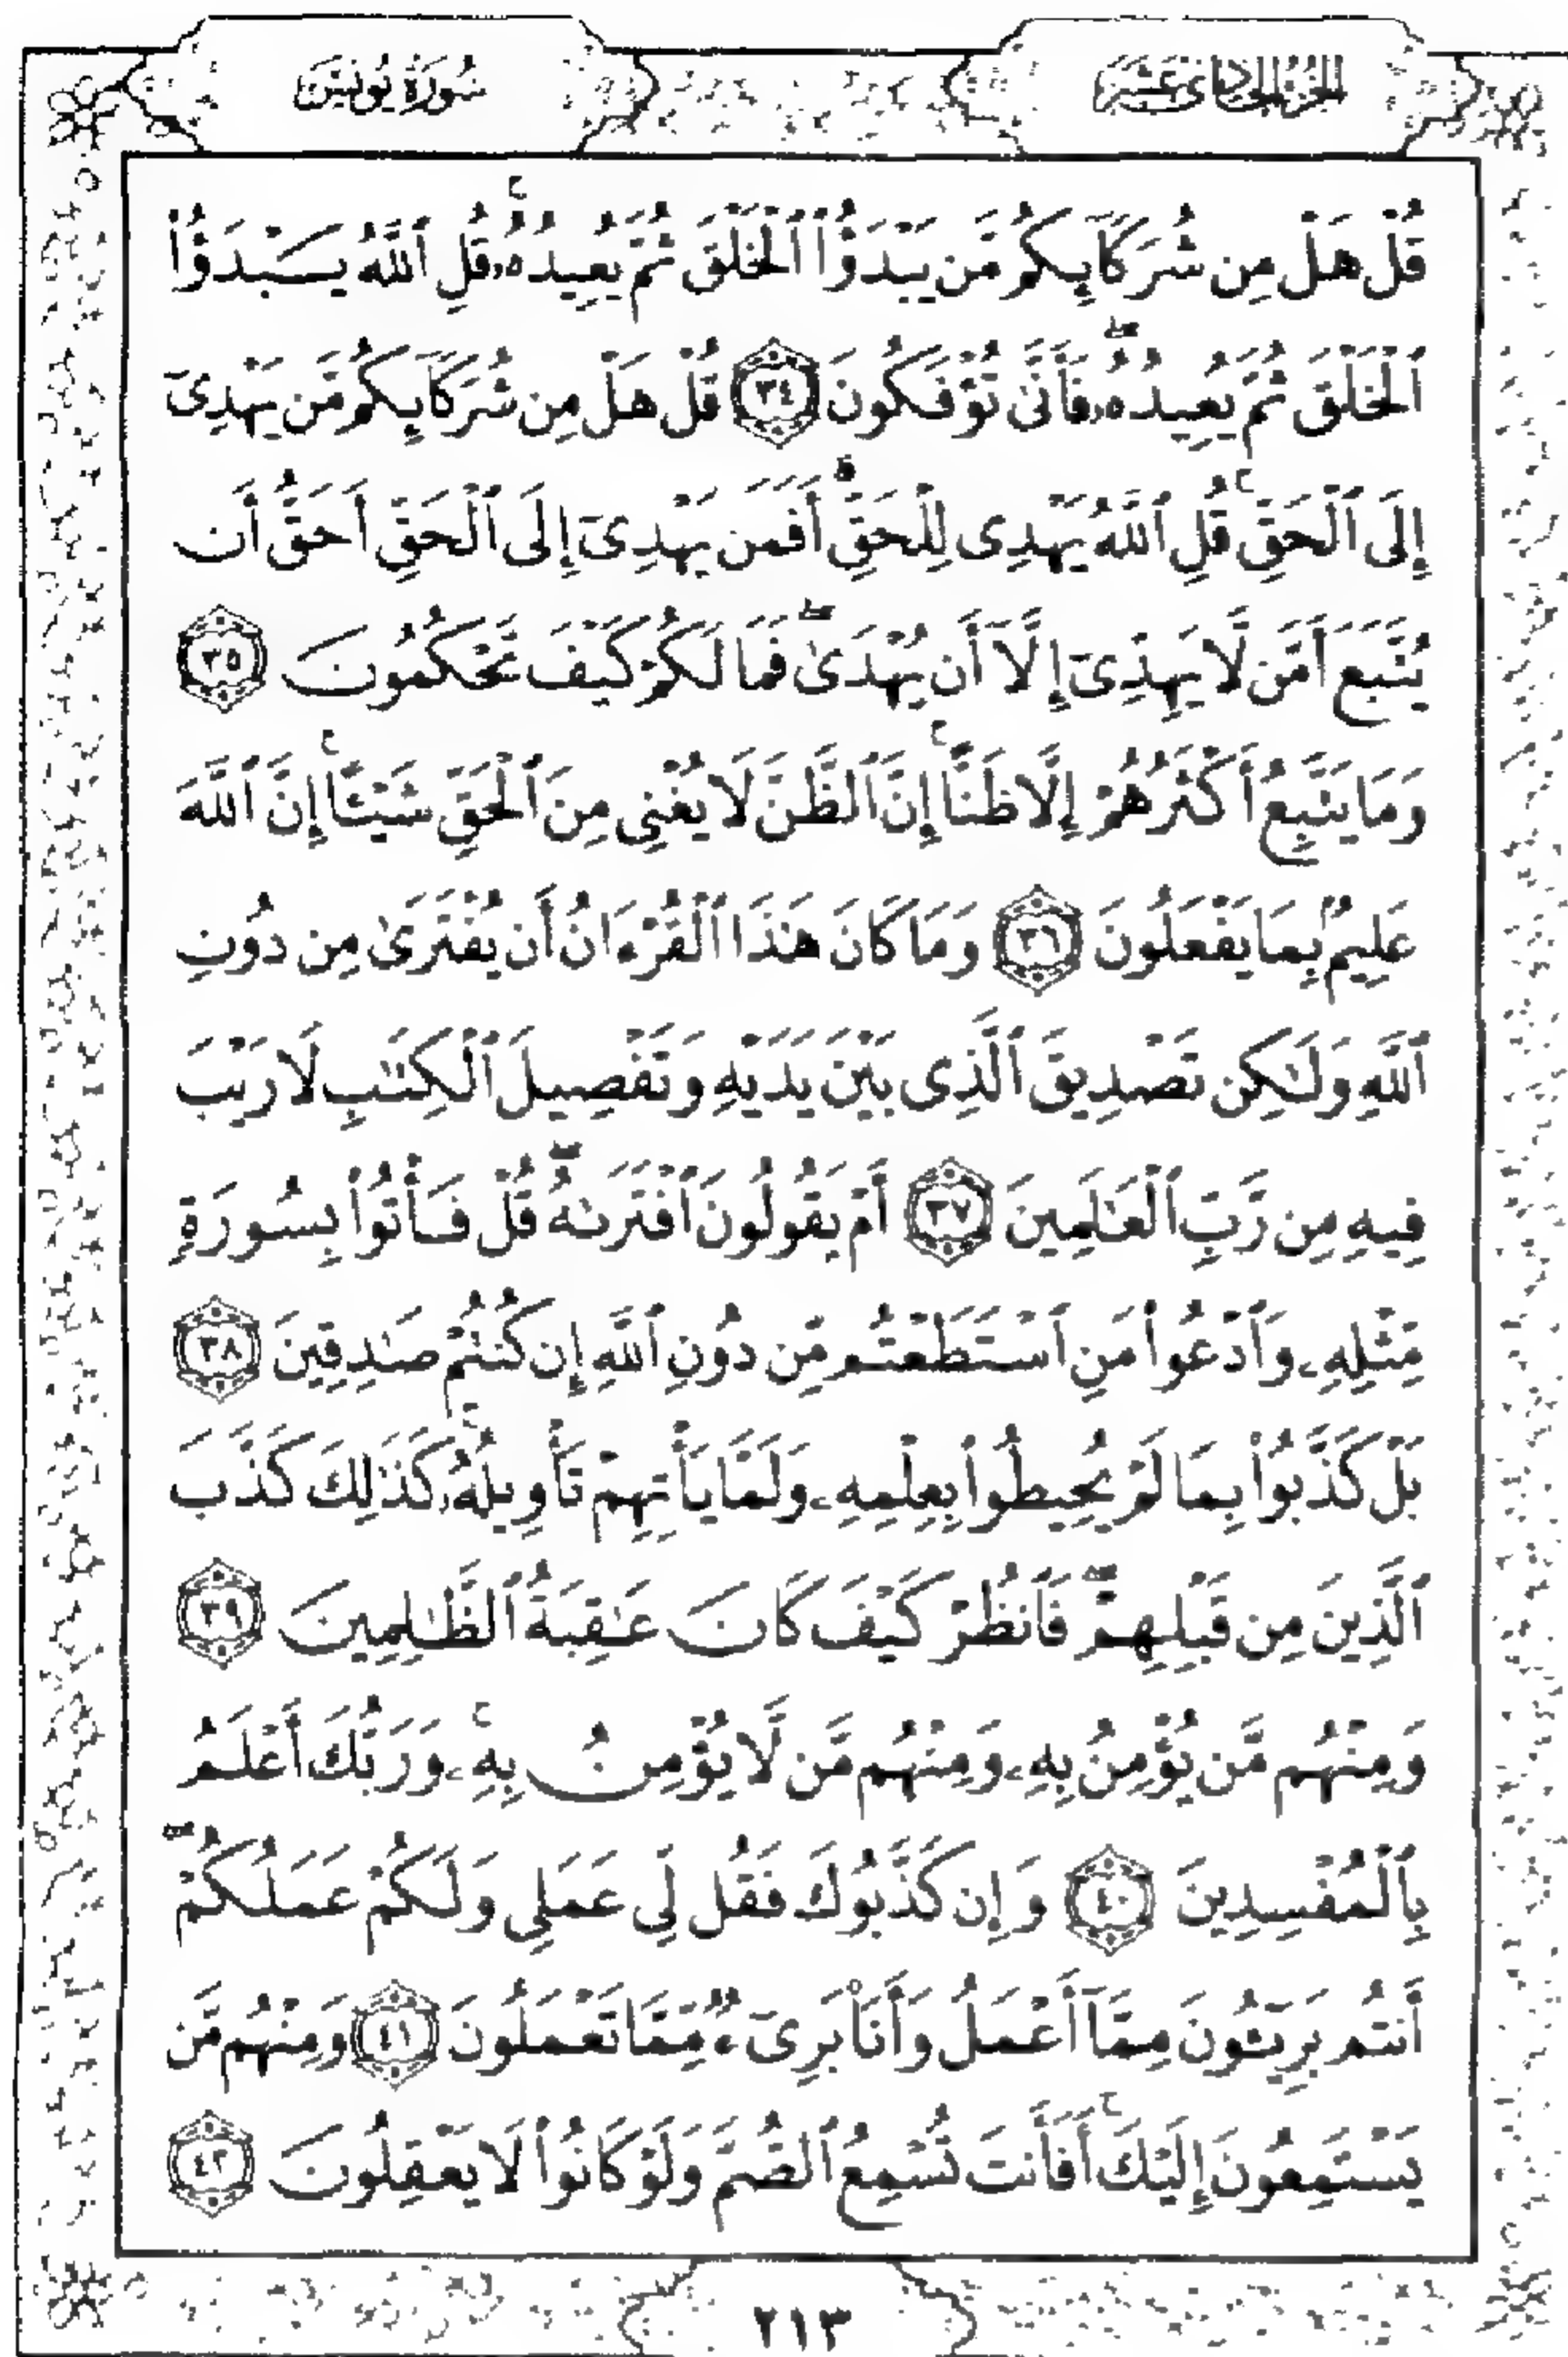 الجزء الحادي عشر
سورة يونس
قُلْ هَلْ مِن شُرَكَآئِكُم مَّن يَبْدَؤُا۟ ٱلْخَلْقَ ثُمَّ يُعِيدُهُۥ ۚ قُلِ ٱللَّهُ يَبْدَؤُا۟
ٱلْخَلْقَ ثُمَّ يُعِيدُهُۥ ۖ فَأَنَّىٰ تُؤْفَكُونَ ٣٤ قُلْ هَلْ مِن شُرَكَآئِكُم مَّن يَهْدِىٓ
إِلَى ٱلْحَقِّ ۚ قُلِ ٱللَّهُ يَهْدِى لِلْحَقِّ ۗ أَفَمَن يَهْدِىٓ إِلَى ٱلْحَقِّ أَحَقُّ أَن
يُتَّبَعَ أَمَّن لَّا يَهِدِّىٓ إِلَّآ أَن يُهْدَىٰ ۖ فَمَا لَكُمْ كَيْفَ تَحْكُمُونَ ٣٥
وَمَا يَتَّبِعُ أَكْثَرُهُمْ إِلَّا ظَنًّا ۚ إِنَّ ٱلظَّنَّ لَا يُغْنِى مِنَ ٱلْحَقِّ شَيْـًٔا ۚ إِنَّ ٱللَّهَ
عَلِيمٌۢ بِمَا يَفْعَلُونَ ٣٦ وَمَا كَانَ هَـٰذَا ٱلْقُرْءَانُ أَن يُفْتَرَىٰ مِن دُونِ
ٱللَّهِ وَلَـٰكِن تَصْدِيقَ ٱلَّذِى بَيْنَ يَدَيْهِ وَتَفْصِيلَ ٱلْكِتَـٰبِ لَا رَيْبَ
فِيهِ مِن رَّبِّ ٱلْعَـٰلَمِينَ ٣٧ أَمْ يَقُولُونَ ٱفْتَرَىٰهُ ۖ قُلْ فَأْتُوا۟ بِسُورَةٍ
مِّثْلِهِۦ وَٱدْعُوا۟ مَنِ ٱسْتَطَعْتُم مِّن دُونِ ٱللَّهِ إِن كُنتُمْ صَـٰدِقِينَ ٣٨
بَلْ كَذَّبُوا۟ بِمَا لَمْ يُحِيطُوا۟ بِعِلْمِهِۦ وَلَمَّا يَأْتِهِمْ تَأْوِيلُهُۥ ۚ كَذَٰلِكَ كَذَّبَ
ٱلَّذِينَ مِن قَبْلِهِمْ ۖ فَٱنظُرْ كَيْفَ كَانَ عَـٰقِبَةُ ٱلظَّـٰلِمِينَ ٣٩
وَمِنْهُم مَّن يُؤْمِنُ بِهِۦ وَمِنْهُم مَّن لَّا يُؤْمِنُ بِهِۦ ۚ وَرَبُّكَ أَعْلَمُ
بِٱلْمُفْسِدِينَ ٤٠ وَإِن كَذَّبُوكَ فَقُل لِّى عَمَلِى وَلَكُمْ عَمَلُكُمْ ۖ
أَنتُم بَرِيٓـُٔونَ مِمَّآ أَعْمَلُ وَأَنَا۠ بَرِىٓءٌ مِّمَّا تَعْمَلُونَ ٤١ وَمِنْهُم مَّن
يَسْتَمِعُونَ إِلَيْكَ ۚ أَفَأَنتَ تُسْمِعُ ٱلصُّمَّ وَلَوْ كَانُوا۟ لَا يَعْقِلُونَ ٤٢
٢١٣